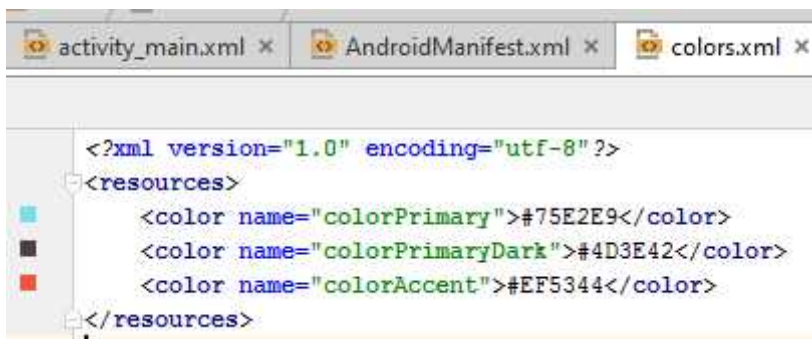 activity_main.xml × AndroidManifest.xml × colors.xml ×
<?xml version="1.0" encoding="utf-8"?>
<resources>
<color name="colorPrimary">#75E2E9</color>
<color name="colorPrimaryDark">#4D3E42</color>
<color name="colorAccent">#EF5344</color>
</resources>